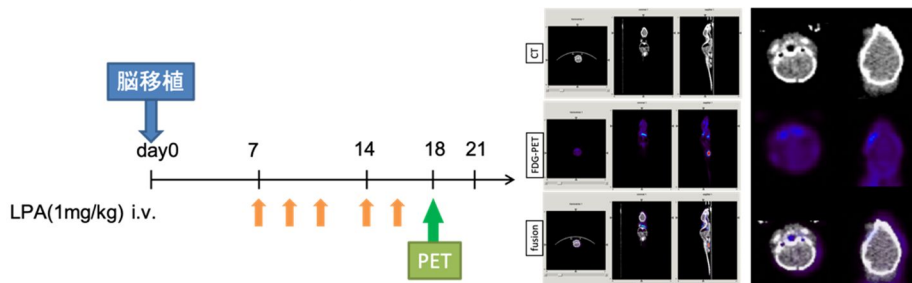 脳移植
day0
7
14
18
21
LPA(1mg/kg) i.v.
PET
CT
FDG-PET
fusion